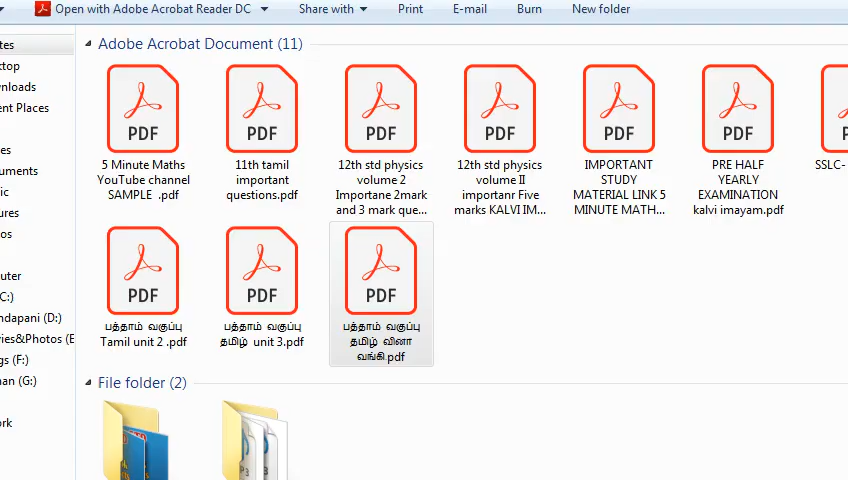 Open with Adobe Acrobat Reader DC Share with Print E-mail Burn New folder
tes
ktop
wnloads
ent Places
es
uments
ic
ures
os
uter
C:)
ndapani (D:)
ies&Photos (E
gs (F:)
nan (G:)
ork
Adobe Acrobat Document (11)
PDF
5 Minute Maths
YouTube channel
SAMPLE .pdf
PDF
11th tamil
important
questions.pdf
PDF
12th std physics
volume 2
Importane 2mark
and 3 mark que...
PDF
12th std physics
volume II
importanr Five
marks KALVI IM...
PDF
IMPORTANT
STUDY
MATERIAL LINK 5
MINUTE MATH...
PDF
PRE HALF
YEARLY
EXAMINATION
kalvi imayam.pdf
SSLC-
PDF
பத்தாம் வகுப்பு
Tamil unit 2 .pdf
PDF
பத்தாம் வகுப்பு
தமிழ் unit 3.pdf
PDF
பத்தாம் வகுப்பு
தமிழ் வினா
வங்கி.pdf
File folder (2)